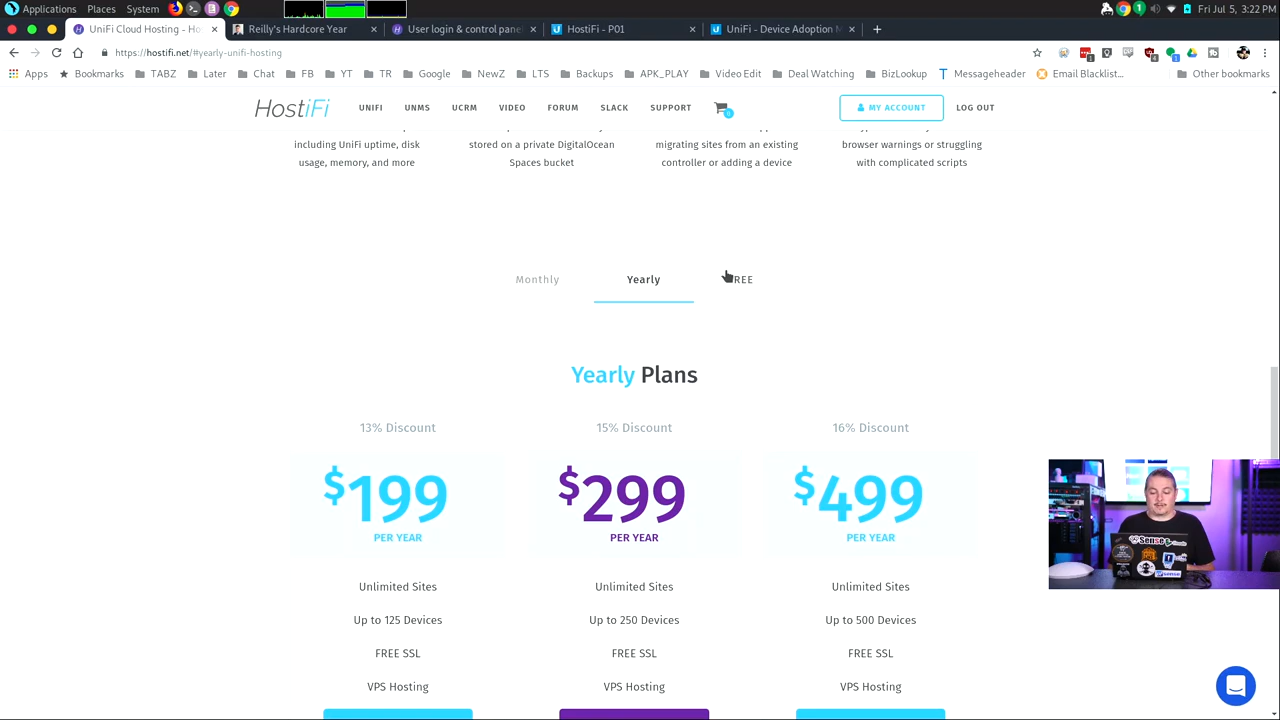 Applications Places System Fri Jul 5, 3:22 PM
UniFi Cloud Hosting - Ho Reilly's Hardcore Year User login & control pane HostiFi - P01 UniFi - Device Adoption M
https://hostifi.net/#yearly-unifi-hosting
Apps Bookmarks TABZ Later Chat FB YT TR Google NewZ LTS Backups APK_PLAY Video Edit Deal Watching BizLookup Messageheader Email Blacklist... Other bookmarks
HostiFi UNIFI UNMS UCRM VIDEO FORUM SLACK SUPPORT MY ACCOUNT LOG OUT
including UniFi uptime, disk
usage, memory, and more
stored on a private DigitalOcean
Spaces bucket
migrating sites from an existing
controller or adding a device
browser warnings or struggling
with complicated scripts
Monthly Yearly REE
Yearly Plans
13% Discount 15% Discount 16% Discount
$199 $299 $499
PER YEAR PER YEAR PER YEAR
Unlimited Sites Unlimited Sites Unlimited Sites
Up to 125 Devices Up to 250 Devices Up to 500 Devices
FREE SSL FREE SSL FREE SSL
VPS Hosting VPS Hosting VPS Hosting